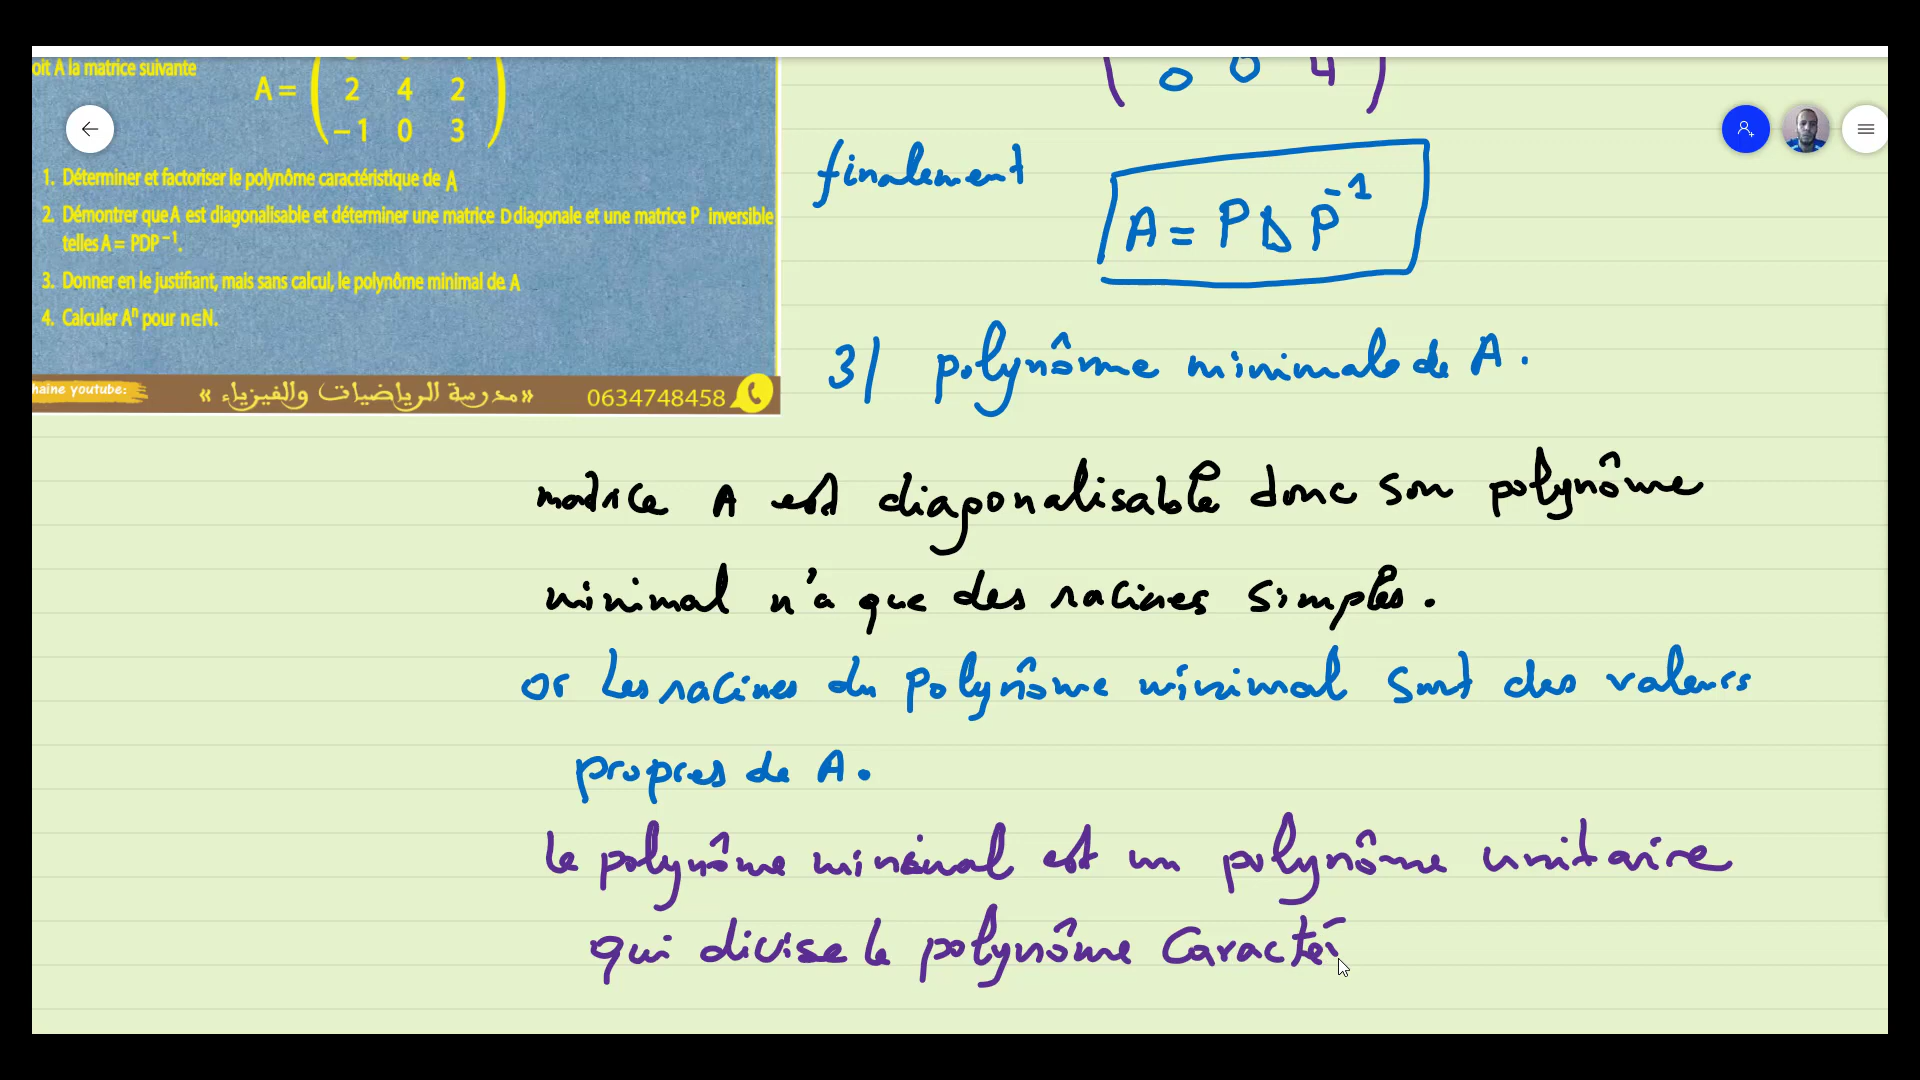 oit A la matrice suivante
A =
2 4 2
-1 0 3
1. Déterminer et factoriser le polynôme caractéristique de A
2. Démontrer que A est diagonalisable et déterminer une matrice D diagonale et une matrice P inversible
telles A = PDP⁻¹.
3. Donner en le justifiant, mais sans calcul, le polynôme minimal de A
4. Calculer Aⁿ pour n∈N.
haine youtube:
« مدرسة الرياضيات والفيزياء »
0634748458
0 0 4
finalement
A = P D P⁻¹
3) polynôme minimale de A.
matrice A est diagonalisable donc son polynôme
minimal n'a que des racines simples.
or les racines du polynôme minimal sont des valeurs
propres de A.
le polynôme minimal est un polynôme unitaire
qui divise le polynôme Caracté